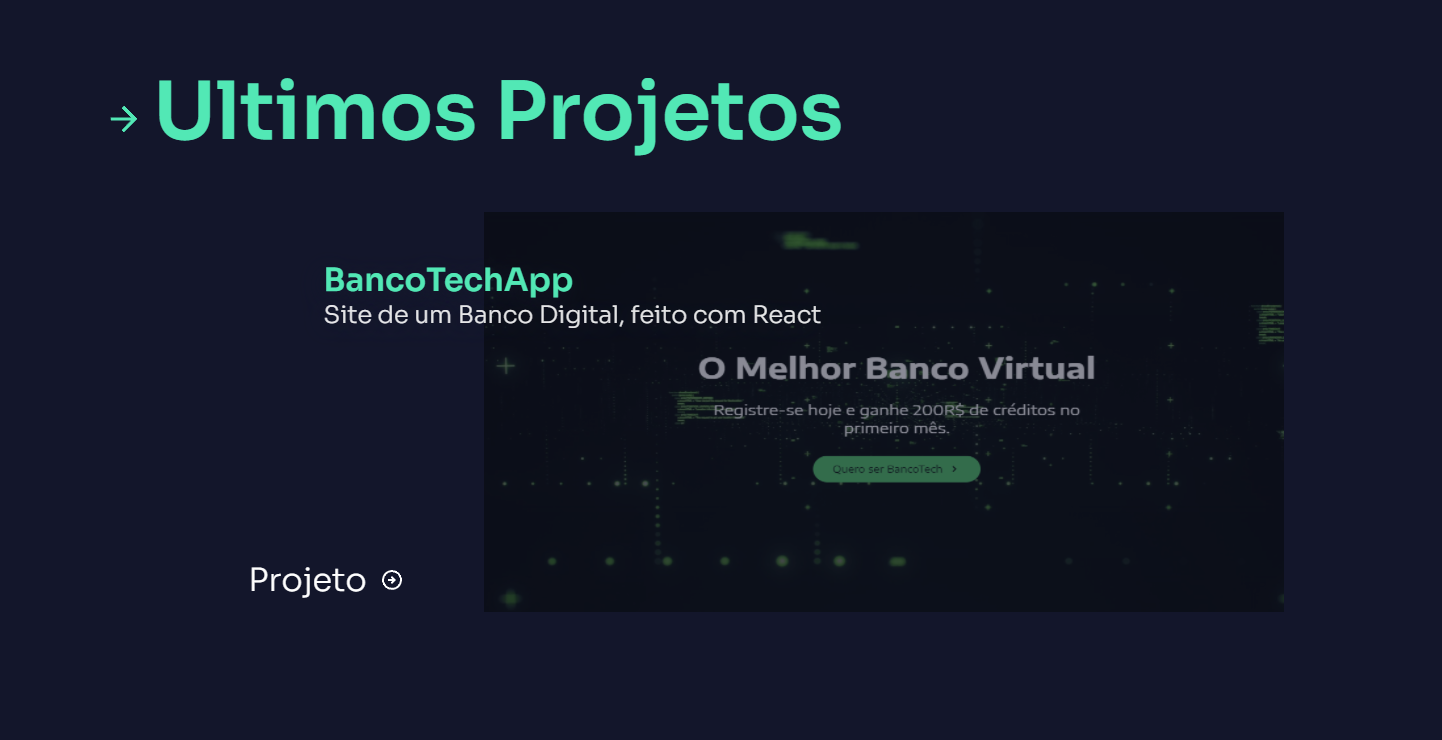 Ultimos Projetos
BancoTechApp
Site de um Banco Digital, feito com React
O Melhor Banco Virtual
Registre-se hoje e ganhe 200R$ de créditos no
primeiro mês.
Quero ser BancoTech
Projeto